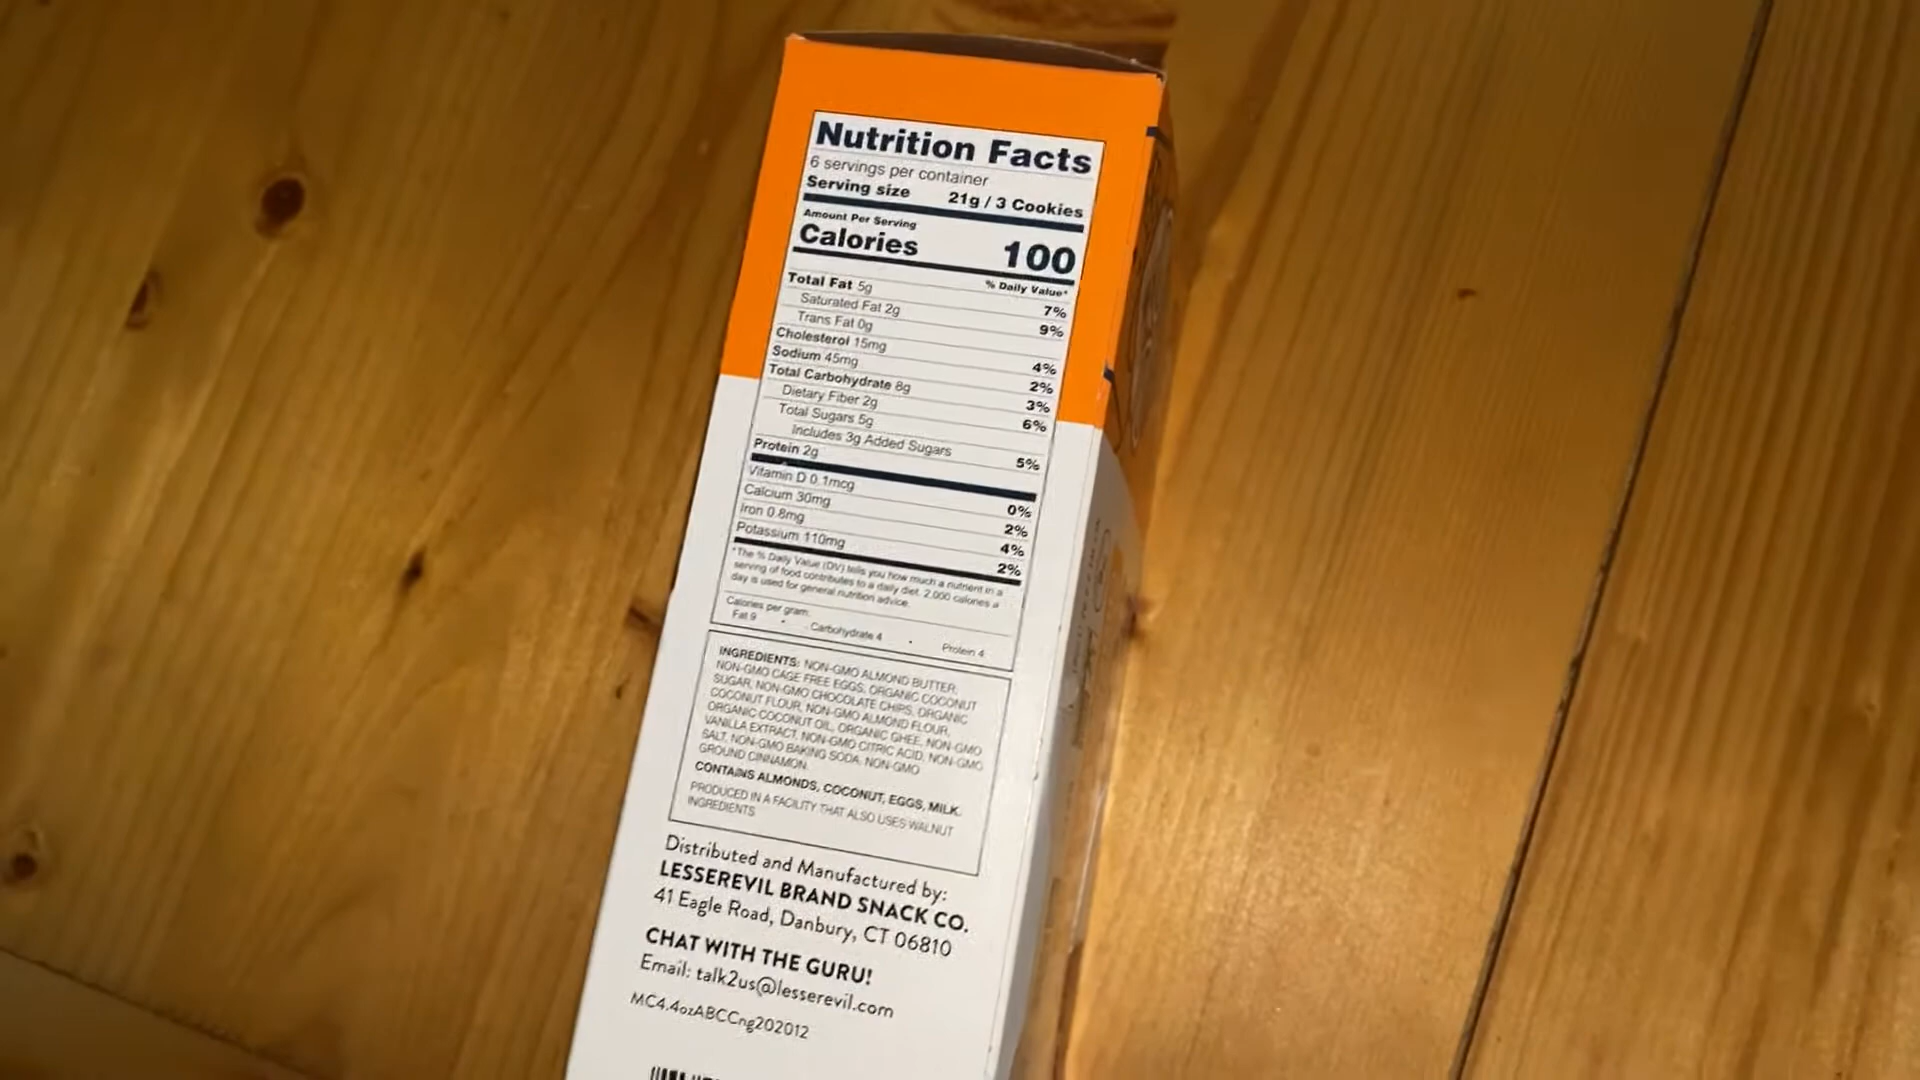 Nutrition Facts
6 servings per container
Serving size 21g / 3 Cookies
Amount Per Serving
Calories 100
% Daily Value*
Total Fat 5g 7%
Saturated Fat 2g 9%
Trans Fat 0g
Cholesterol 15mg 4%
Sodium 45mg 2%
Total Carbohydrate 8g 3%
Dietary Fiber 2g 6%
Total Sugars 5g
Includes 3g Added Sugars 5%
Protein 2g
Vitamin D 0.1mcg 0%
Calcium 30mg 2%
Iron 0.8mg 4%
Potassium 110mg 2%
*The % Daily Value (DV) tells you how much a nutrient in a
serving of food contributes to a daily diet. 2,000 calories a
day is used for general nutrition advice.
Calories per gram:
Fat 9 • Carbohydrate 4 • Protein 4
INGREDIENTS: NON-GMO ALMOND BUTTER,
NON-GMO CAGE FREE EGGS, ORGANIC COCONUT
SUGAR, NON-GMO CHOCOLATE CHIPS, ORGANIC
COCONUT FLOUR, NON-GMO ALMOND FLOUR,
ORGANIC COCONUT OIL, ORGANIC GHEE, NON-GMO
VANILLA EXTRACT, NON-GMO CITRIC ACID, NON-GMO
SALT, NON-GMO BAKING SODA, NON-GMO
GROUND CINNAMON.
CONTAINS ALMONDS, COCONUT, EGGS, MILK.
PRODUCED IN A FACILITY THAT ALSO USES WALNUT
INGREDIENTS
Distributed and Manufactured by:
LESSEREVIL BRAND SNACK CO.
41 Eagle Road, Danbury, CT 06810
CHAT WITH THE GURU!
Email: talk2us@lesserevil.com
MC4.4ozABCCng202012